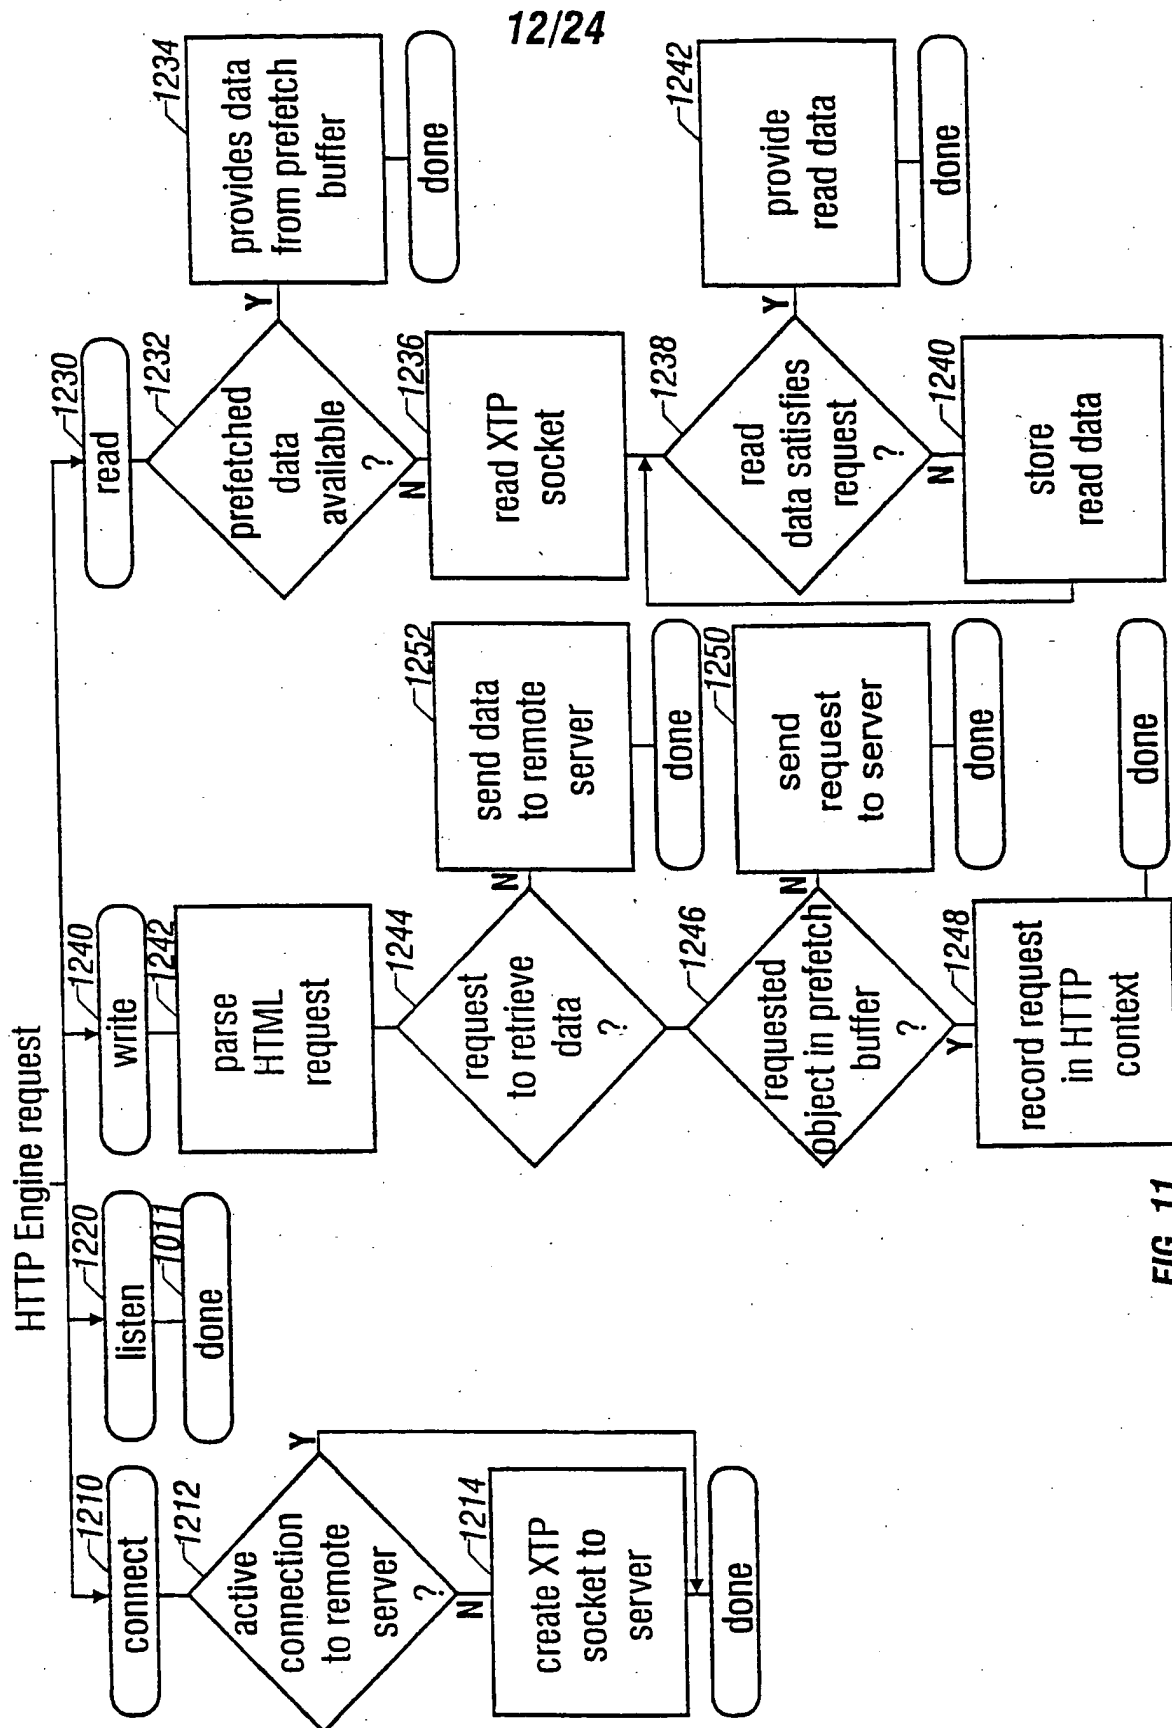 12/24
HTTP Engine request
1210
connect
1212
active
connection
to remote
server
?
Y
N
1214
create XTP
socket to
server
done
1220
listen
1011
done
1240
write
1242
parse
HTML
request
1244
request
to retrieve
data
?
N
1252
send data
to remote
server
done
1246
requested
object in prefetch
buffer
?
N
1250
send
request
to server
done
Y
1248
record request
in HTTP
context
done
1230
read
1232
prefetched
data
available
?
Y
1234
provides data
from prefetch
buffer
done
N
1236
read XTP
socket
1238
read
data satisfies
request
?
Y
1242
provide
read data
done
N
1240
store
read data
FIG. 11